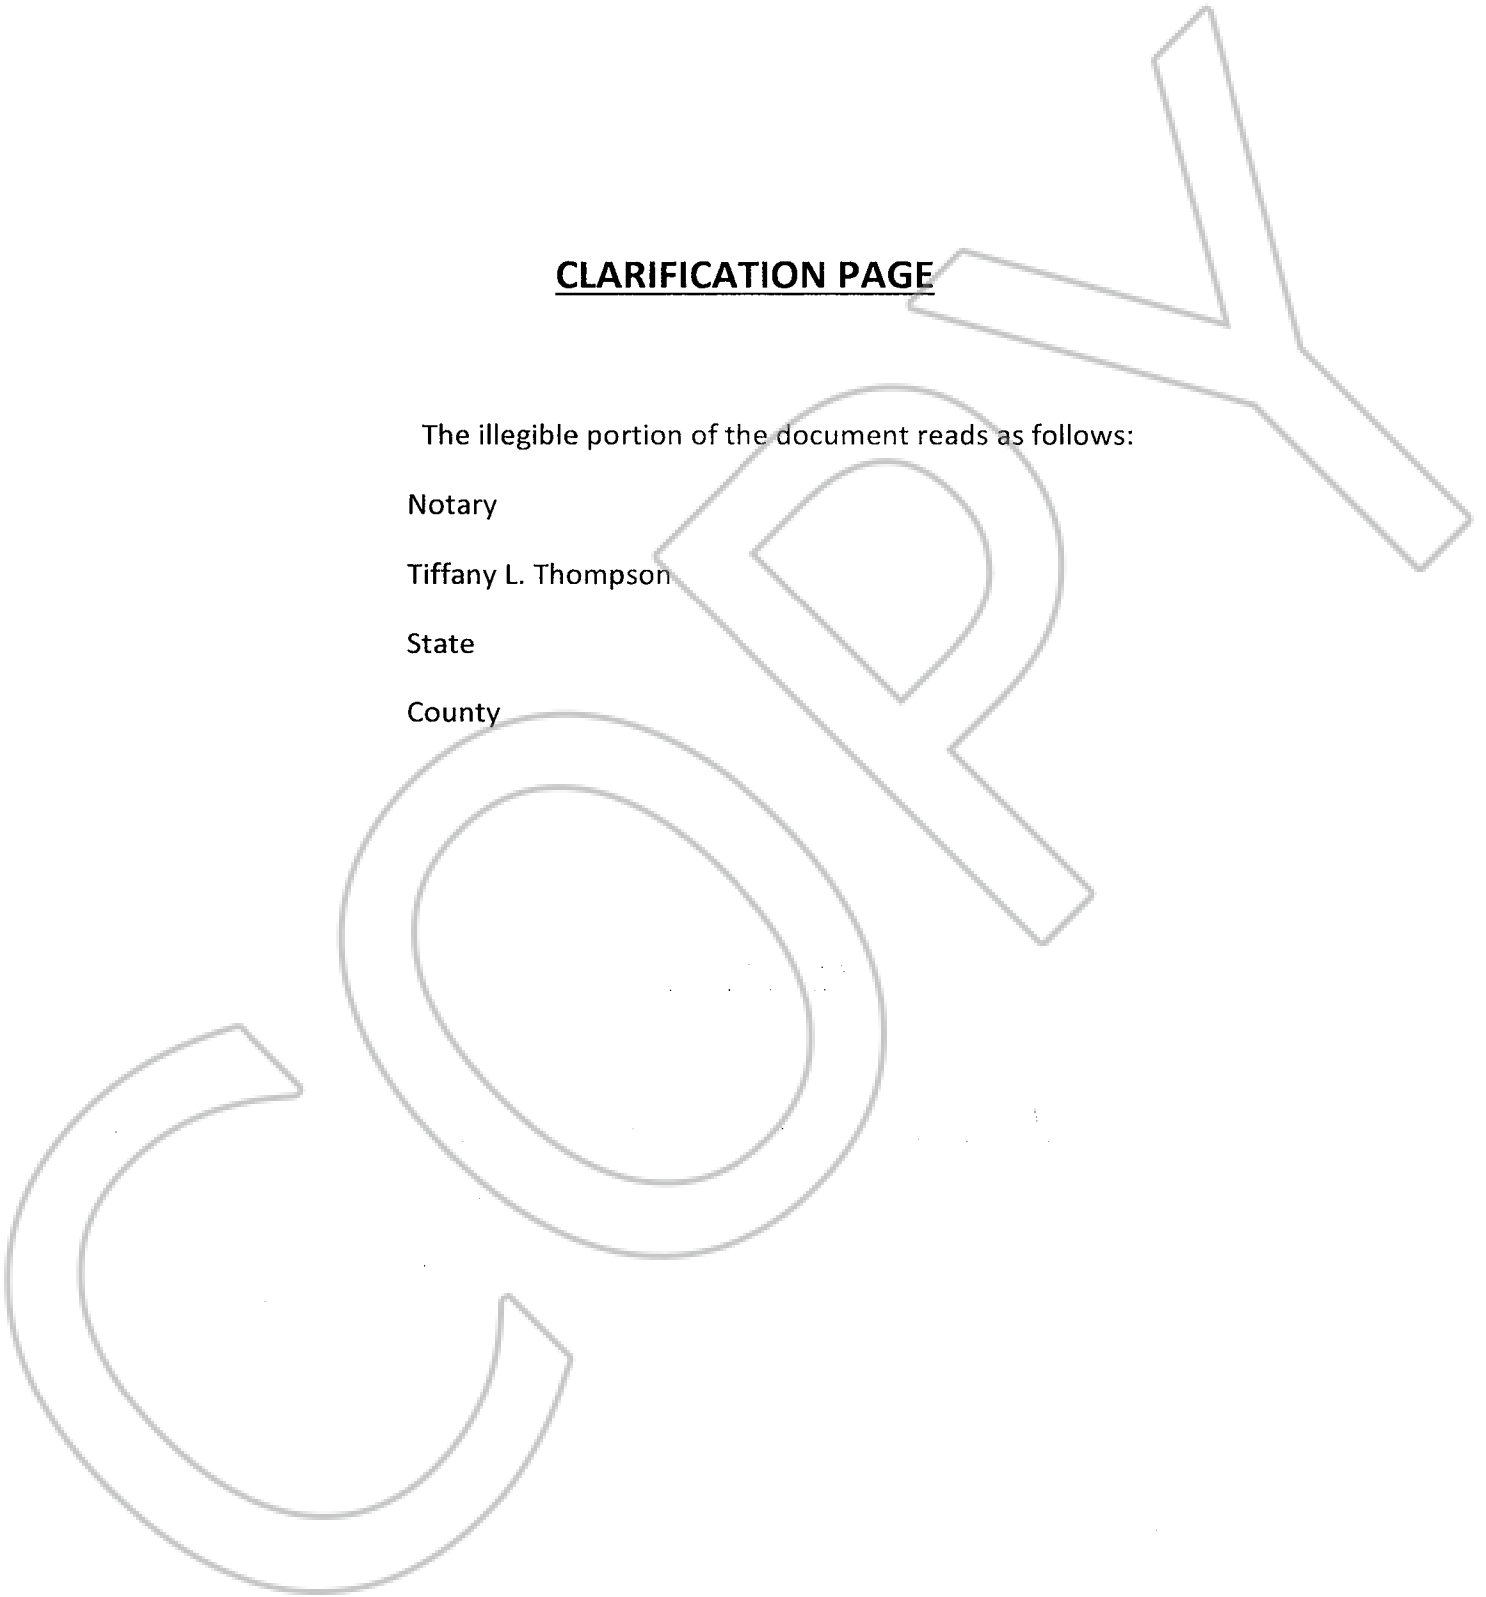 CLARIFICATION PAGE
The illegible portion of the document reads as follows:
Notary
Tiffany L. Thompson
State
County
COPY